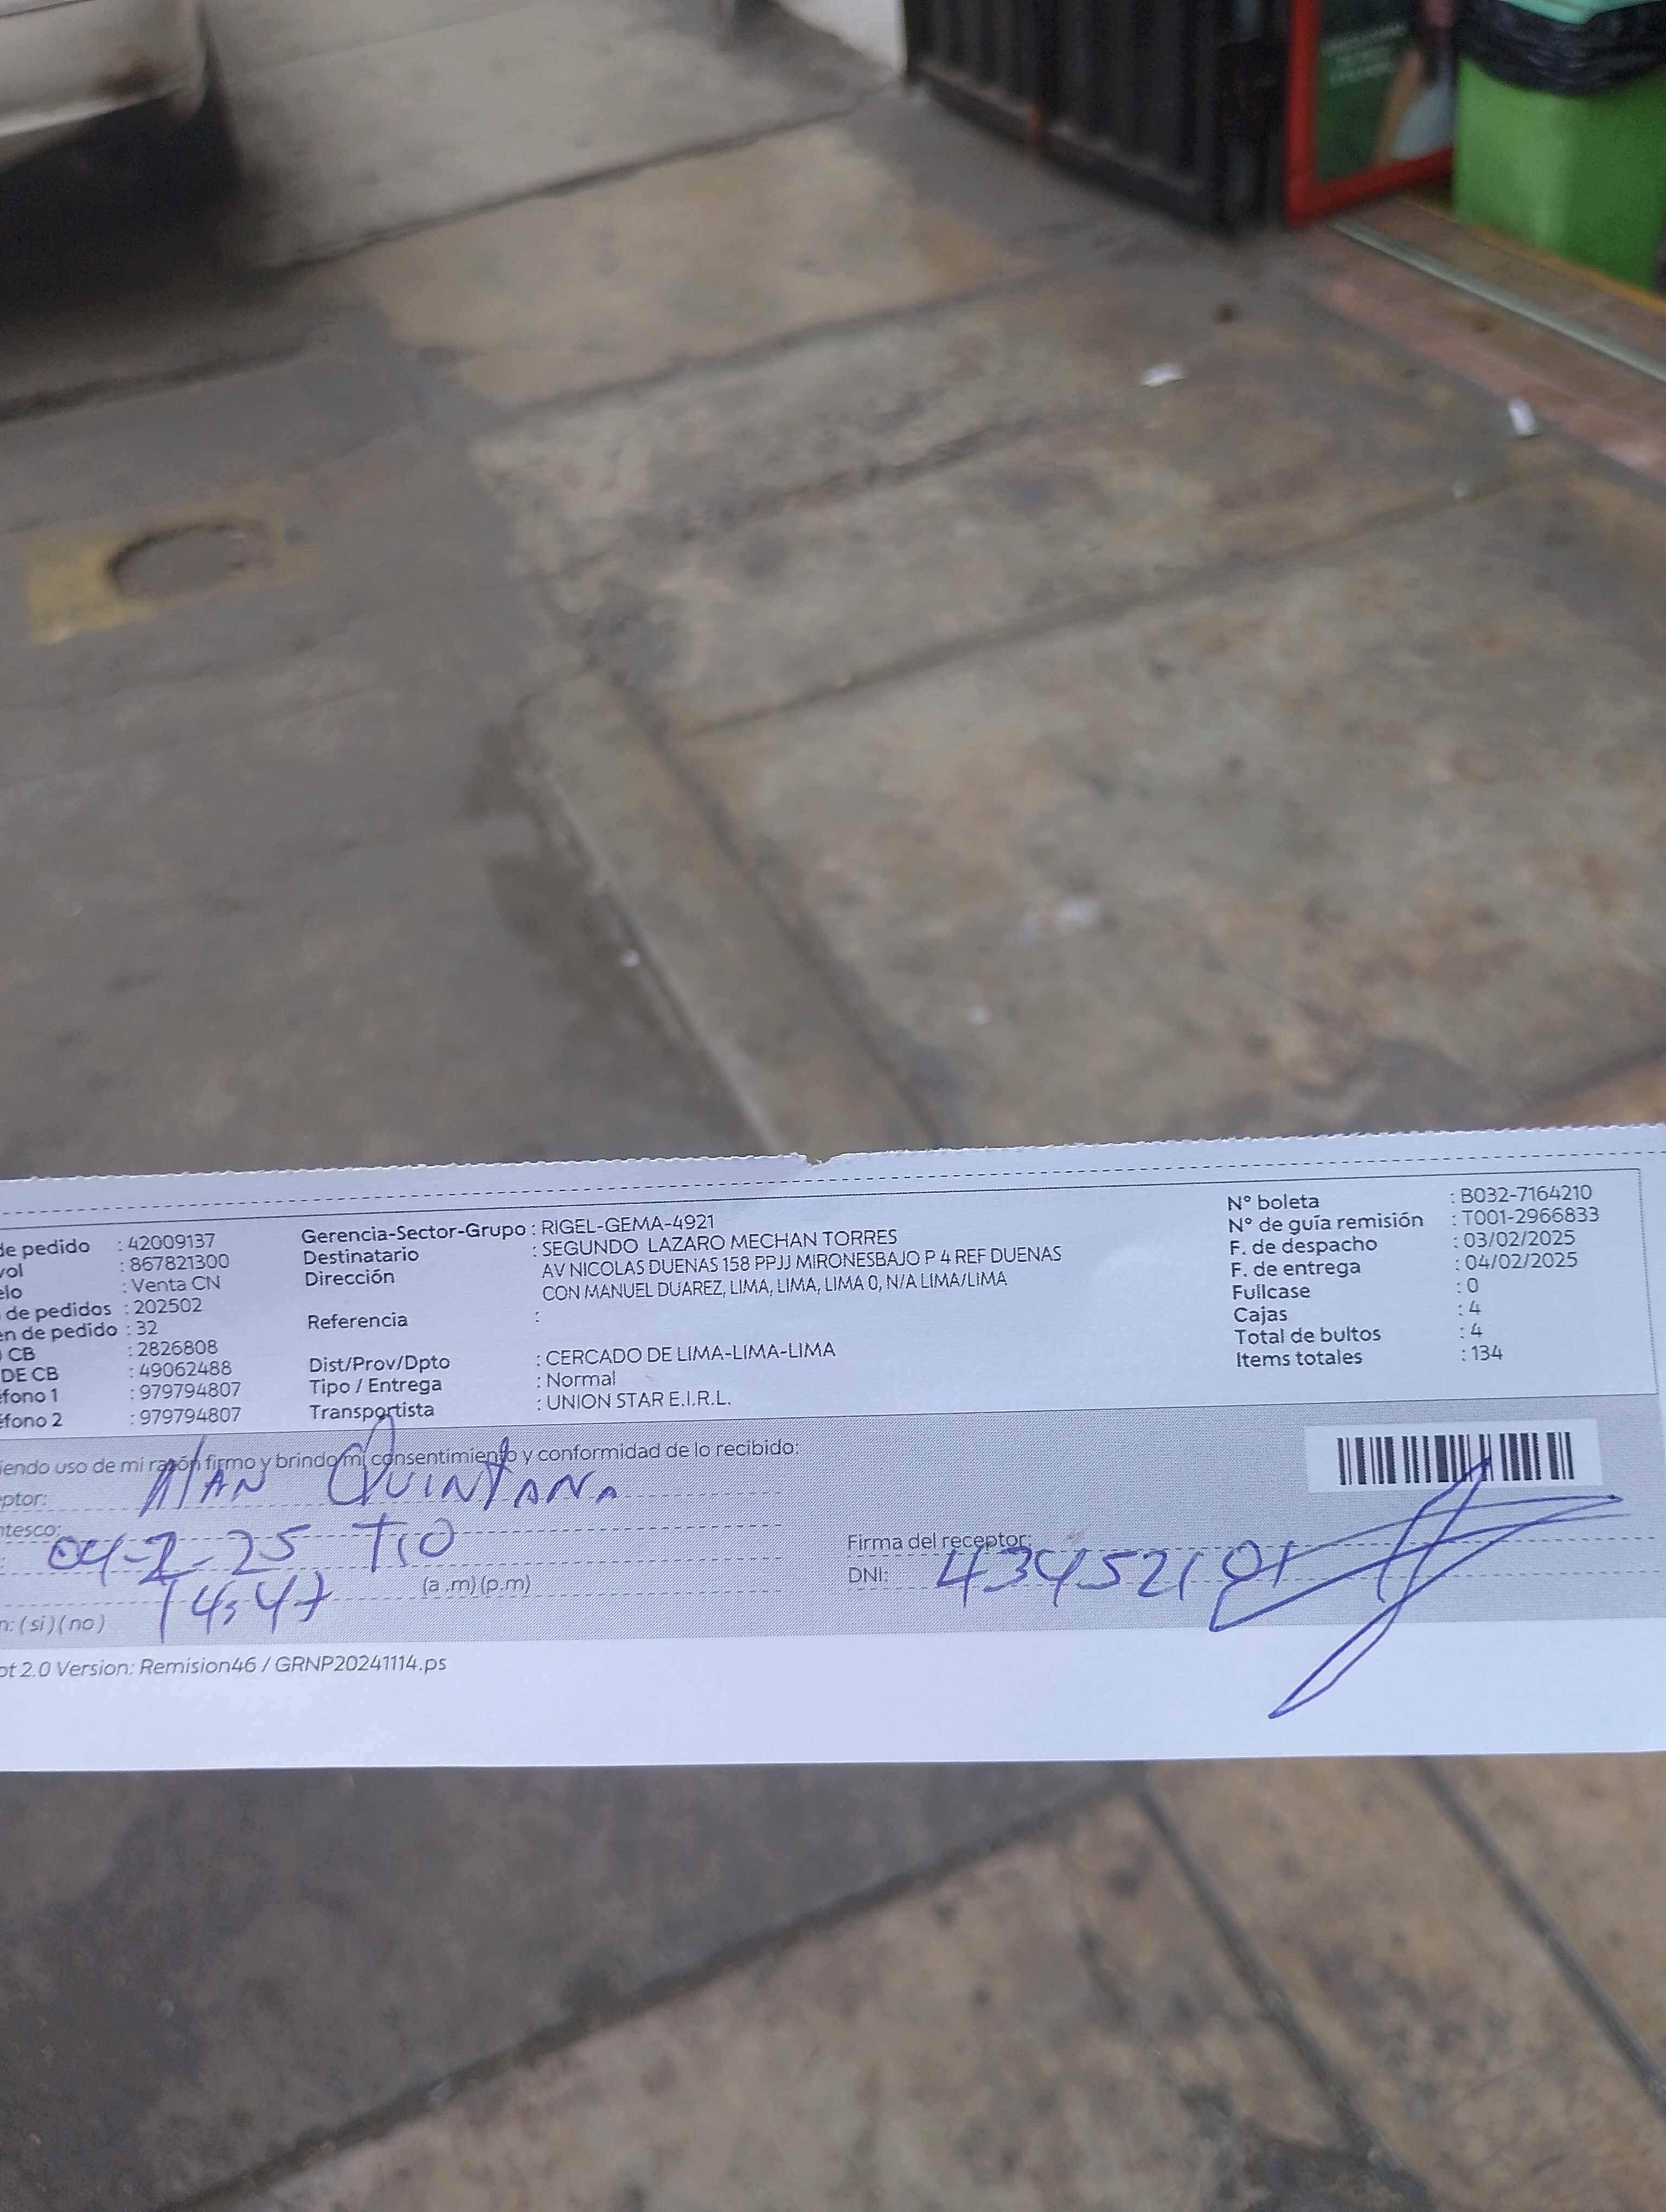 de pedido : 42009137
vol : 867821300
elo : Venta CN
de pedidos : 202502
en de pedido : 32
CB : 2826808
DE CB : 49062488
éfono 1 : 979794807
éfono 2 : 979794807
Gerencia-Sector-Grupo : RIGEL-GEMA-4921
Destinatario : SEGUNDO LAZARO MECHAN TORRES
Dirección AV NICOLAS DUENAS 158 PPJJ MIRONESBAJO P 4 REF DUENAS
CON MANUEL DUAREZ, LIMA, LIMA, LIMA 0, N/A LIMA/LIMA
Referencia :
Dist/Prov/Dpto : CERCADO DE LIMA-LIMA-LIMA
Tipo / Entrega : Normal
Transportista : UNION STAR E.I.R.L.
N° boleta : B032-7164210
N° de guía remisión : T001-2966833
F. de despacho : 03/02/2025
F. de entrega : 04/02/2025
Fullcase : 0
Cajas : 4
Total de bultos : 4
Items totales : 134
iendo uso de mi razón firmo y brindo mi consentimiento y conformidad de lo recibido:
ptor: Alan Quintana
ntesco: Tio
: 04-2-25
14:47 (a .m) (p.m)
n: (si) (no)
Firma del receptor:
DNI:
ot 2.0 Version: Remision46 / GRNP20241114.ps